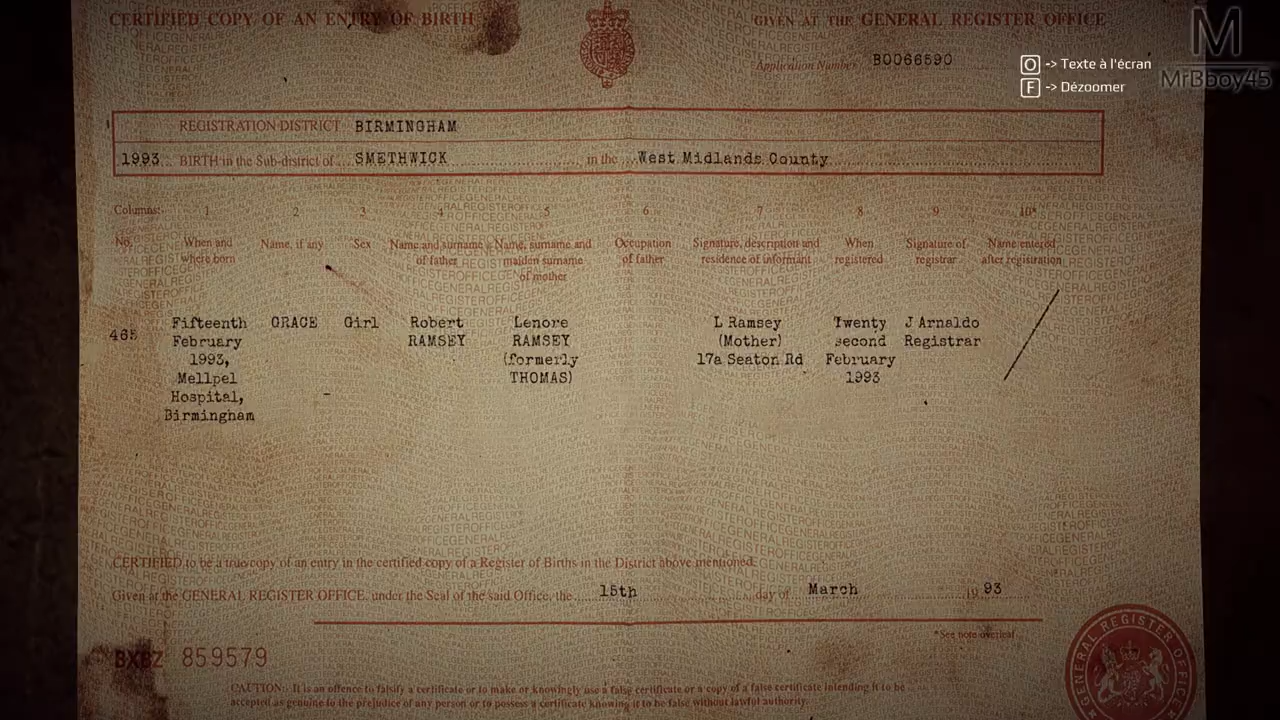 CERTIFIED COPY OF AN ENTRY OF BIRTH
GIVEN AT THE GENERAL REGISTER OFFICE
Application Number B0066590
O -> Texte à l'écran
F -> Dézoomer
M
MrBboy45
REGISTRATION DISTRICT BIRMINGHAM
1993 BIRTH in the Sub-district of SMETHWICK in the West Midlands County
Columns:- 1 2 3 4 5 6 7 8 9 10*
No. When and where born
Name, if any
Sex
Name and surname of father
Name, surname and maiden surname of mother
Occupation of father
Signature, description and residence of informant
When registered
Signature of registrar
Name entered after registration
465
Fifteenth
February
1993,
Mellpel
Hospital,
Birmingham
GRACE
Girl
Robert
RAMSEY
Lenore
RAMSEY
(formerly
THOMAS)
L Ramsey
(Mother)
17a Seaton Rd
Twenty
second
February
1993
J Arnaldo
Registrar
CERTIFIED to be a true copy of an entry in the certified copy of a Register of Births in the District above mentioned.
Given at the GENERAL REGISTER OFFICE, under the Seal of the said Office, the 15th day of March 19 93
*See note overleaf
BXBZ 859579
CAUTION:- It is an offence to falsify a certificate or to make or knowingly use a false certificate or a copy of a false certificate intending it to be
accepted as genuine to the prejudice of any person or to possess a certificate knowing it to be false without lawful authority.
GENERAL REGISTER OFFICE